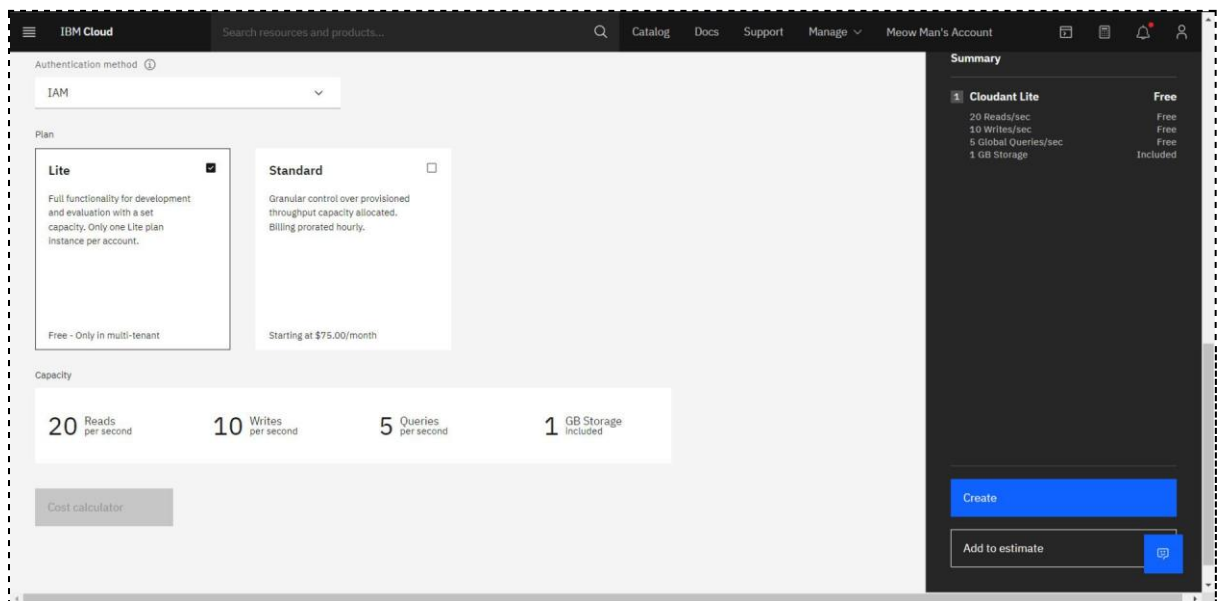 IBM Cloud
Search resources and products...
Catalog
Docs
Support
Manage
Meow Man's Account
Authentication method
IAM
Plan
Lite
Full functionality for development
and evaluation with a set
capacity. Only one Lite plan
instance per account.
Free - Only in multi-tenant
Standard
Granular control over provisioned
throughput capacity allocated.
Billing prorated hourly.
Starting at $75.00/month
Capacity
20 Reads per second
10 Writes per second
5 Queries per second
1 GB Storage included
Cost calculator
Summary
1 Cloudant Lite Free
20 Reads/sec Free
10 Writes/sec Free
5 Global Queries/sec Free
1 GB Storage Included
Create
Add to estimate